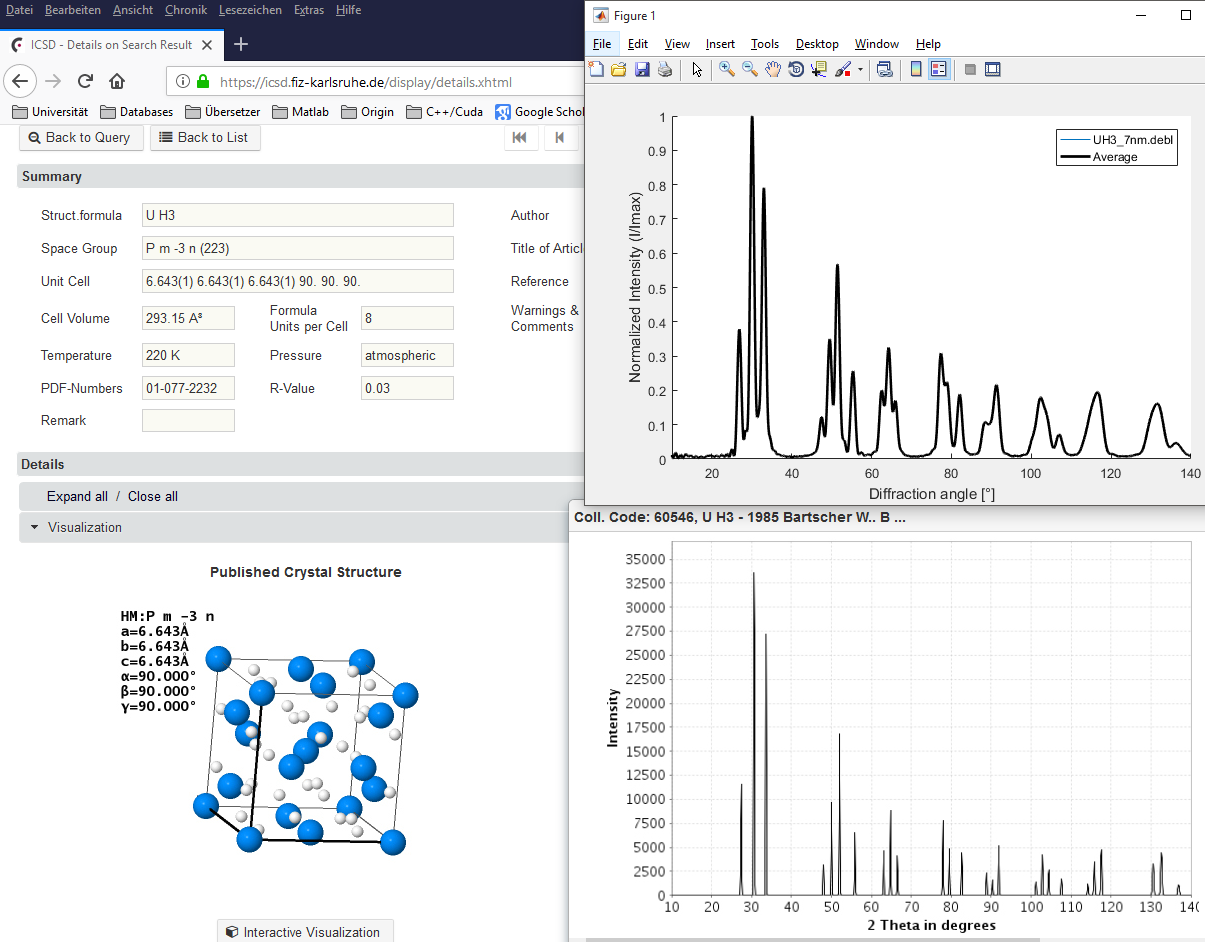 Datei Bearbeiten Ansicht Chronik Lesezeichen Extras Hilfe
ICSD - Details on Search Result
https://icsd.fiz-karlsruhe.de/display/details.xhtml
Universität Databases Übersetzer Matlab Origin C++/Cuda Google Schol
Back to Query Back to List
Summary
Struct.formula U H3 Author
Space Group P m -3 n (223) Title of Articl
Unit Cell 6.643(1) 6.643(1) 6.643(1) 90. 90. 90. Reference
Cell Volume 293.15 Å³ Formula Units per Cell 8 Warnings & Comments
Temperature 220 K Pressure atmospheric
PDF-Numbers 01-077-2232 R-Value 0.03
Remark
Details
Expand all / Close all
Visualization
Published Crystal Structure
HM:P m -3 n
a=6.643Å
b=6.643Å
c=6.643Å
α=90.000°
β=90.000°
γ=90.000°
Interactive Visualization
Figure 1
File Edit View Insert Tools Desktop Window Help
UH3_7nm.debl
Average
Normalized Intensity (I/Imax)
1
0.9
0.8
0.7
0.6
0.5
0.4
0.3
0.2
0.1
0
20 40 60 80 100 120 140
Diffraction angle [°]
Coll. Code: 60546, U H3 - 1985 Bartscher W.. B ...
Intensity
35000
32500
30000
27500
25000
22500
20000
17500
15000
12500
10000
7500
5000
2500
0
10 20 30 40 50 60 70 80 90 100 110 120 130 140
2 Theta in degrees